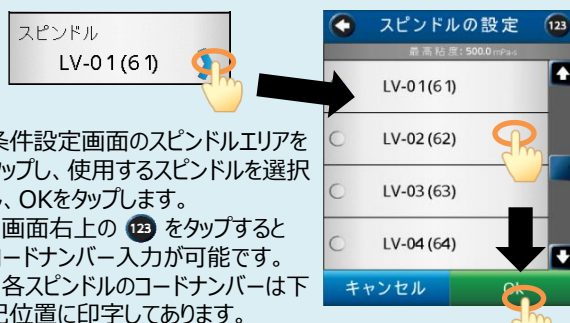 スピンドル
LV-01(61)
スピンドルの設定
123
最高粘度: 500.0 mPa·s
LV-01(61)
LV-02 (62)
LV-03 (63)
LV-04 (64)
キャンセル
OK
条件設定画面のスピンドルエリアを
タップし、使用するスピンドルを選択
し、OKをタップします。
画面右上の 123 をタップすると
コードナンバー入力が可能です。
各スピンドルのコードナンバーは下
記位置に印字してあります。